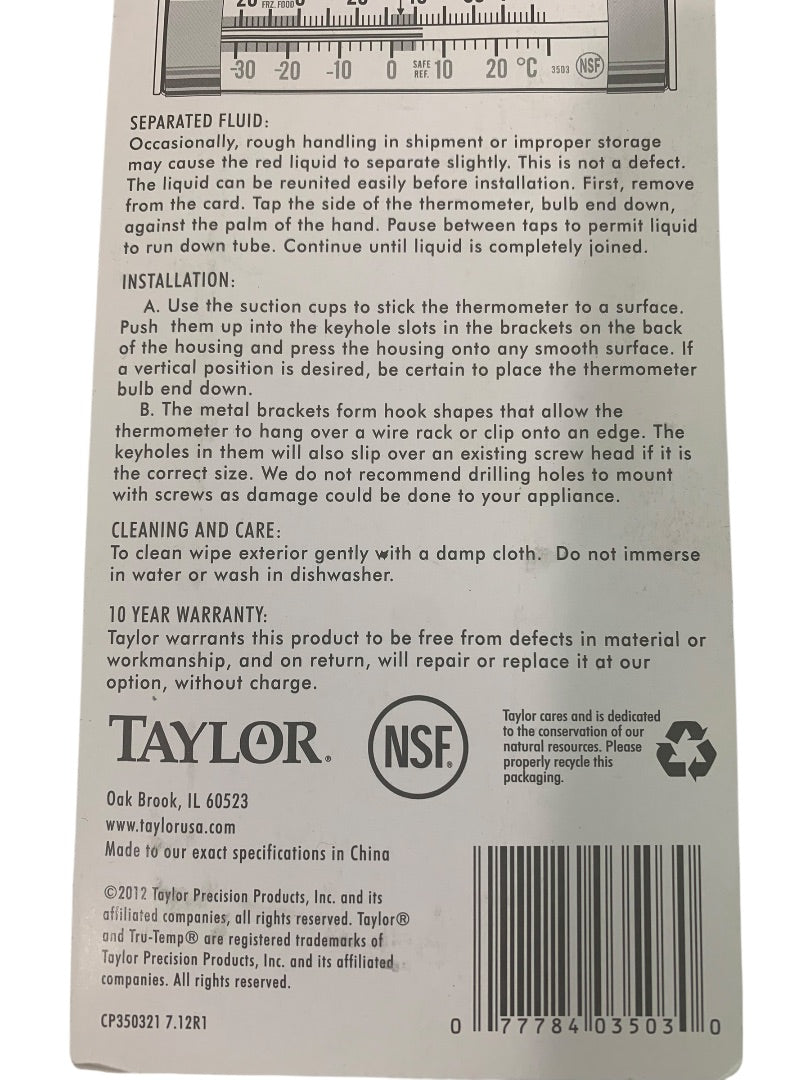 FRZ. FOOD
-30 -20 -10 0 SAFE REF. 10 20 °C 3503 NSF
SEPARATED FLUID:
Occasionally, rough handling in shipment or improper storage
may cause the red liquid to separate slightly. This is not a defect.
The liquid can be reunited easily before installation. First, remove
from the card. Tap the side of the thermometer, bulb end down,
against the palm of the hand. Pause between taps to permit liquid
to run down tube. Continue until liquid is completely joined.
INSTALLATION:
A. Use the suction cups to stick the thermometer to a surface.
Push them up into the keyhole slots in the brackets on the back
of the housing and press the housing onto any smooth surface. If
a vertical position is desired, be certain to place the thermometer
bulb end down.
B. The metal brackets form hook shapes that allow the
thermometer to hang over a wire rack or clip onto an edge. The
keyholes in them will also slip over an existing screw head if it is
the correct size. We do not recommend drilling holes to mount
with screws as damage could be done to your appliance.
CLEANING AND CARE:
To clean wipe exterior gently with a damp cloth. Do not immerse
in water or wash in dishwasher.
10 YEAR WARRANTY:
Taylor warrants this product to be free from defects in material or
workmanship, and on return, will repair or replace it at our
option, without charge.
TAYLOR®
NSF®
Taylor cares and is dedicated
to the conservation of our
natural resources. Please
properly recycle this
packaging.
Oak Brook, IL 60523
www.taylorusa.com
Made to our exact specifications in China
©2012 Taylor Precision Products, Inc. and its
affiliated companies, all rights reserved. Taylor®
and Tru-Temp® are registered trademarks of
Taylor Precision Products, Inc. and its affiliated
companies. All rights reserved.
CP350321 7.12R1
0 77784 03503 0